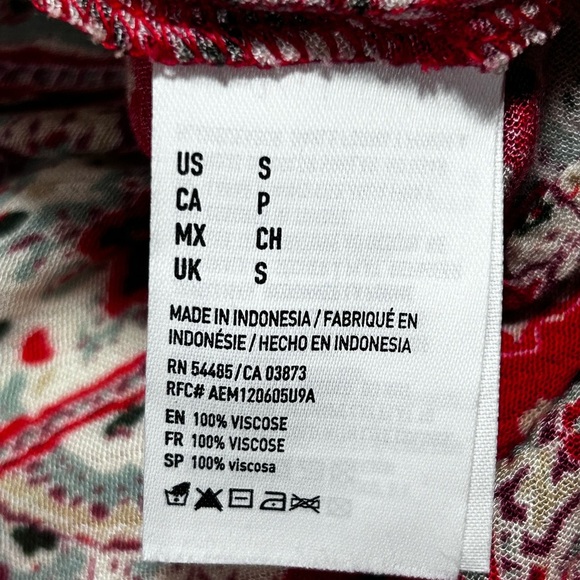 US S
CA P
MX CH
UK S
MADE IN INDONESIA / FABRIQUÉ EN
INDONÉSIE / HECHO EN INDONESIA
RN 54485 / CA 03873
RFC# AEM120605U9A
EN 100% VISCOSE
FR 100% VISCOSE
SP 100% viscosa